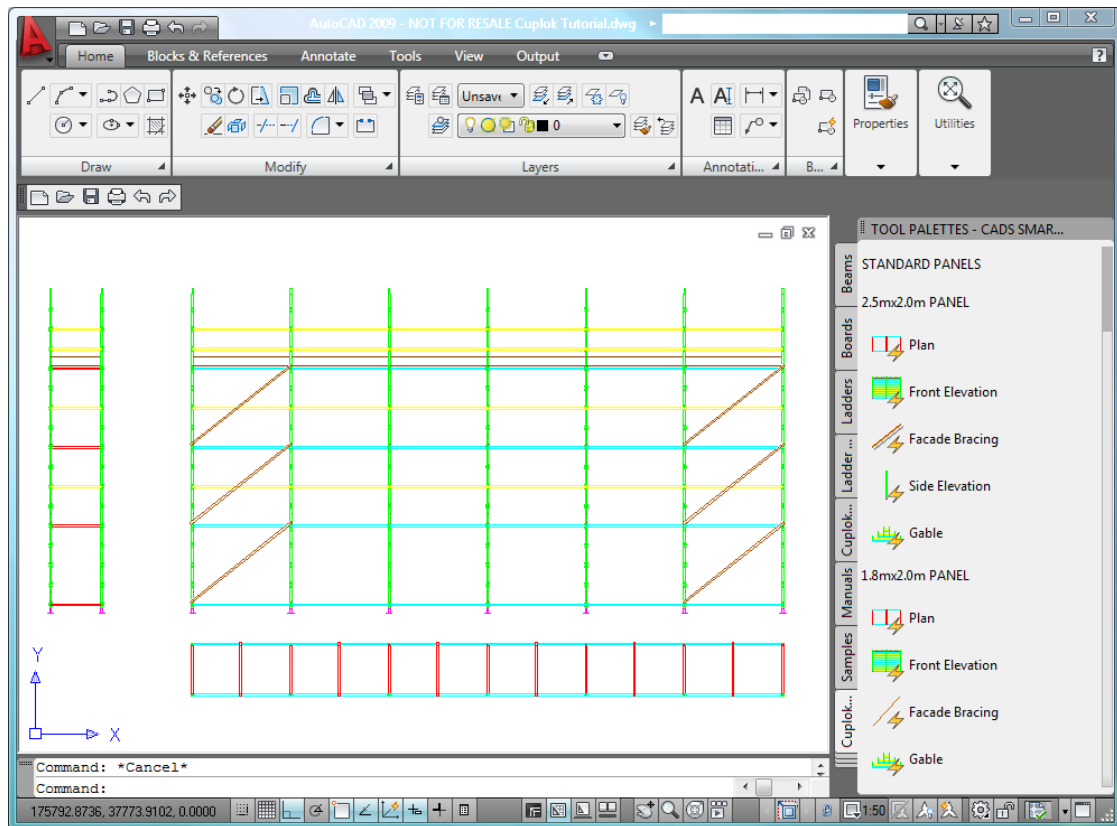 AutoCAD 2009 - NOT FOR RESALE Cuplok Tutorial.dwg
Home Blocks & References Annotate Tools View Output
?
Unsave
A A
0
Properties Utilities
Draw Modify Layers Annotati... B...
TOOL PALETTES - CADS SMAR...
Beams
Boards
Ladders
Ladder ...
Cuplok...
Manuals
Samples
Cuplok...
STANDARD PANELS
2.5mx2.0m PANEL
Plan
Front Elevation
Facade Bracing
Side Elevation
Gable
1.8mx2.0m PANEL
Plan
Front Elevation
Facade Bracing
Gable
Y
X
Command: *Cancel*
Command:
175792.8736, 37773.9102, 0.0000
1:50